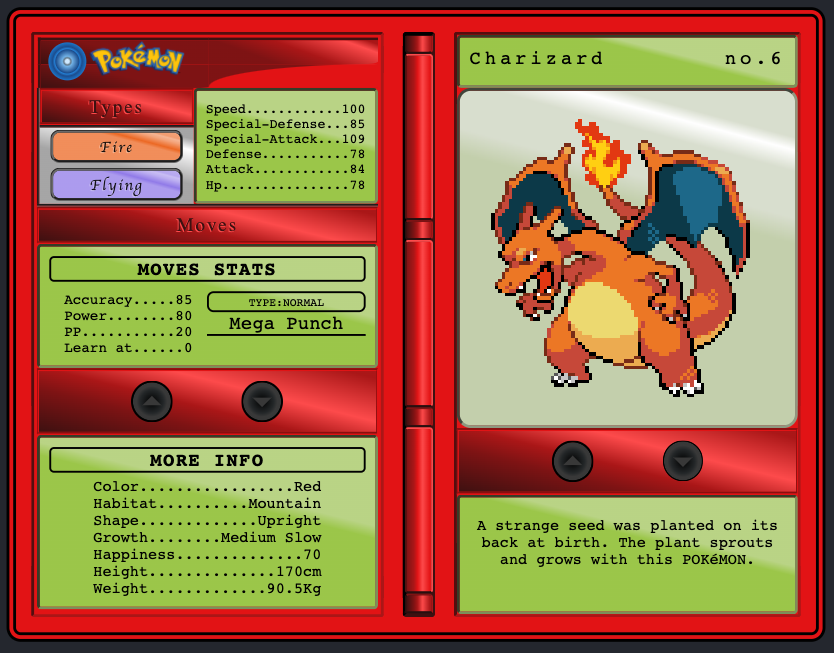 POKéMON
Types
Fire
Flying
Speed............100
Special-Defense...85
Special-Attack...109
Defense...........78
Attack............84
Hp................78
Moves
MOVES STATS
Accuracy.....85
Power........80
PP...........20
Learn at......0
TYPE:NORMAL
Mega Punch
MORE INFO
Color.................Red
Habitat..........Mountain
Shape.............Upright
Growth........Medium Slow
Happiness..............70
Height..............170cm
Weight.............90.5Kg
Charizard no.6
A strange seed was planted on its
back at birth. The plant sprouts
and grows with this POKéMON.